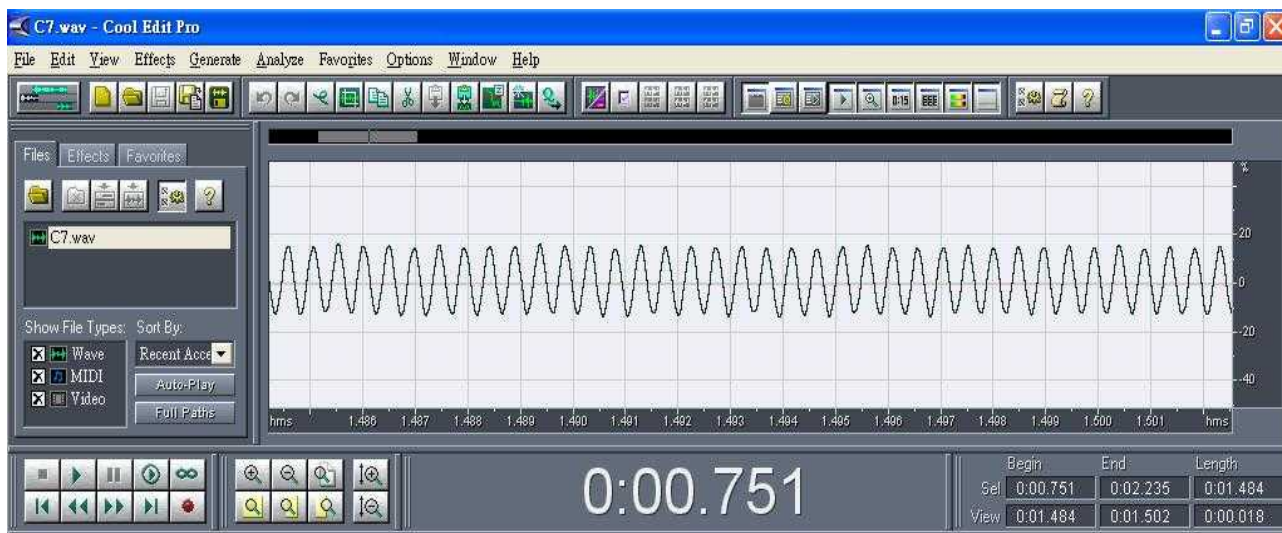 C7.wav - Cool Edit Pro
File Edit View Effects Generate Analyze Favorites Options Window Help
0:15
Files Effects Favorites
C7.wav
Show File Types: Sort By:
Wave Recent Acce
MIDI Auto-Play
Video Full Paths
%
-20
-0
-20
-40
hms 1.486 1.487 1.488 1.489 1.490 1.491 1.492 1.493 1.494 1.495 1.496 1.497 1.498 1.499 1.500 1.501 hms
0:00.751
Begin End Length
Sel 0:00.751 0:02.235 0:01.484
View 0:01.484 0:01.502 0:00.018